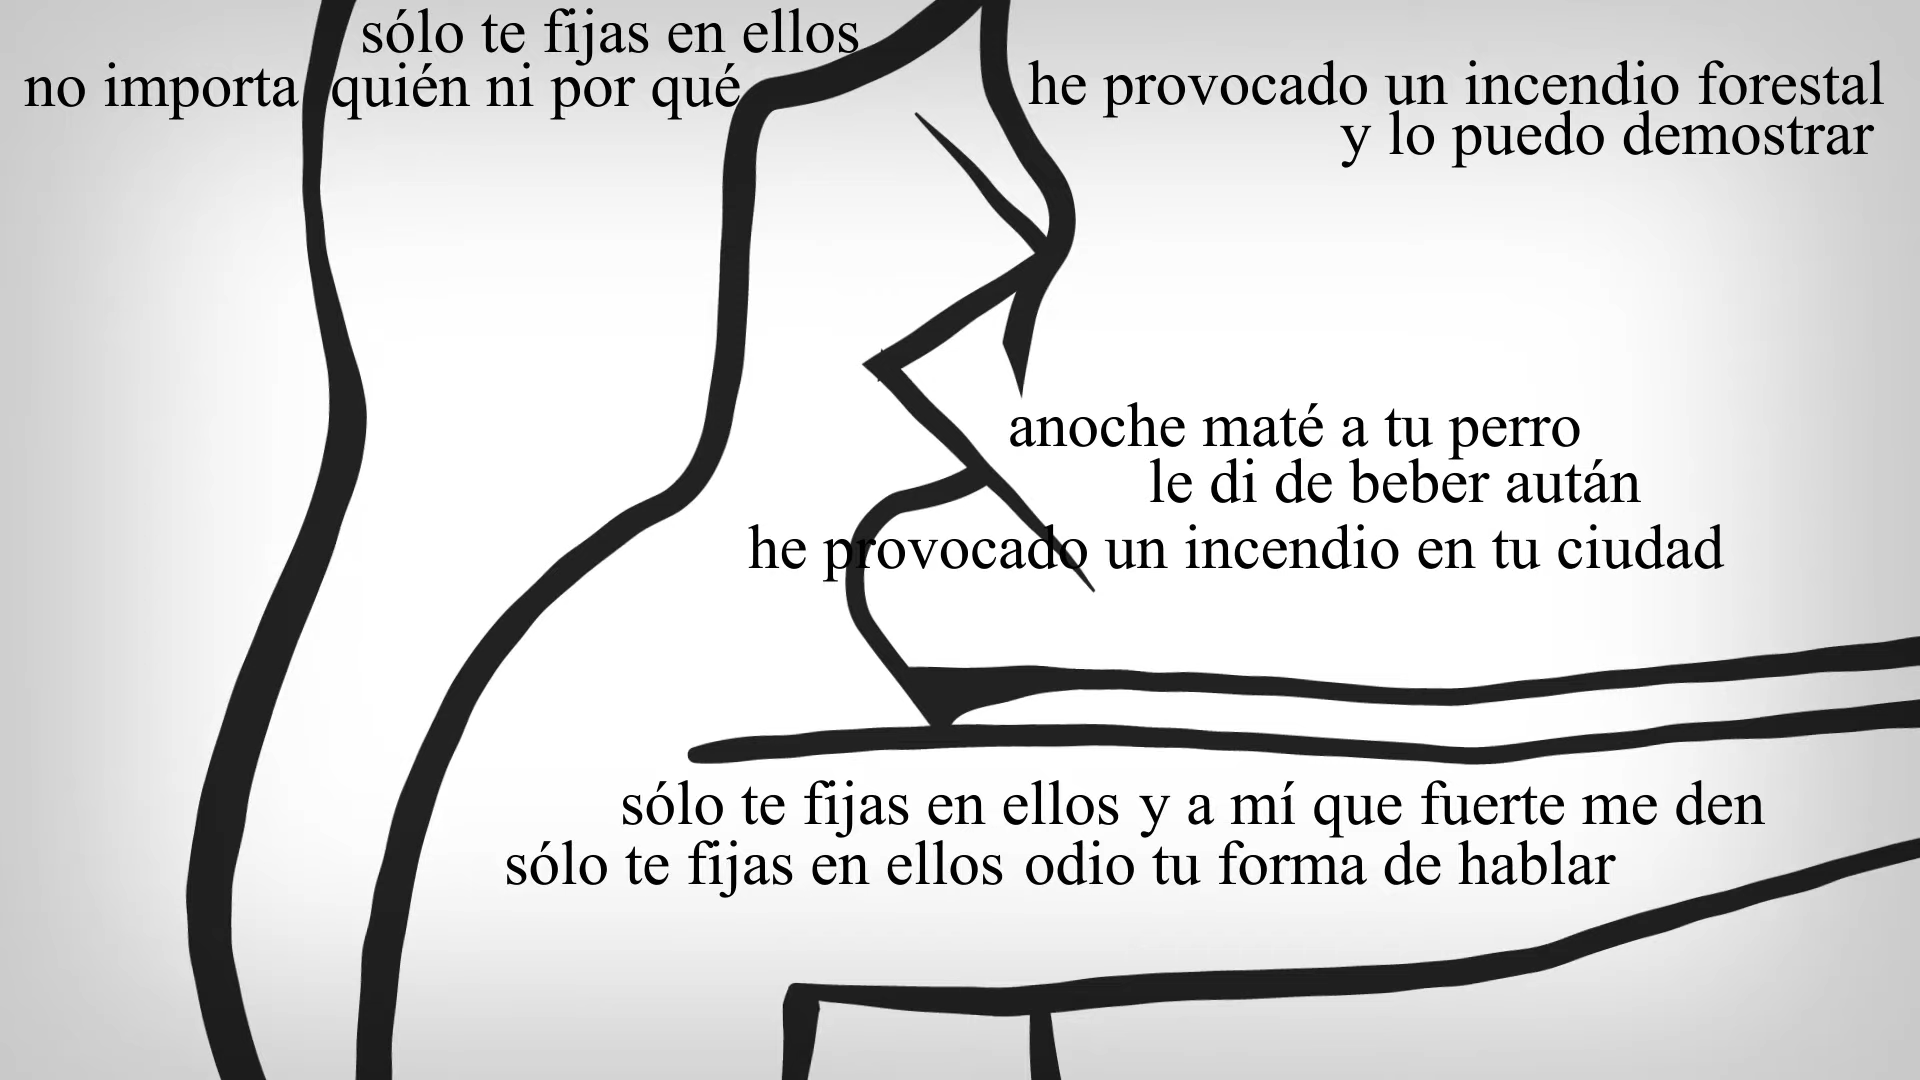 sólo te fijas en ellos
no importa quién ni por qué
he provocado un incendio forestal
y lo puedo demostrar
anoche maté a tu perro
le di de beber aután
he provocado un incendio en tu ciudad
sólo te fijas en ellos y a mí que fuerte me den
sólo te fijas en ellos odio tu forma de hablar